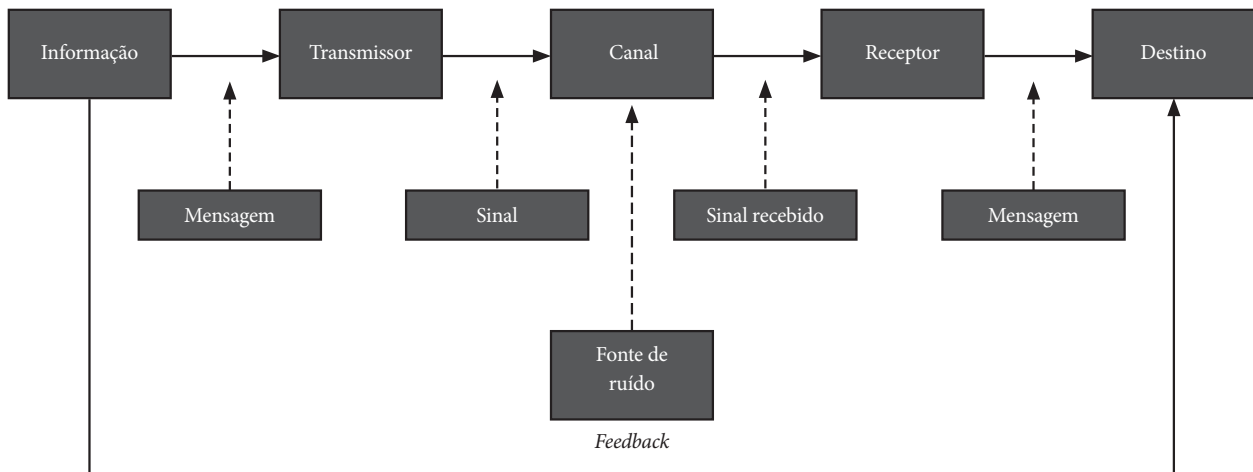 Informação
Transmissor
Canal
Receptor
Destino
Mensagem
Sinal
Sinal recebido
Mensagem
Fonte de
ruído
Feedback